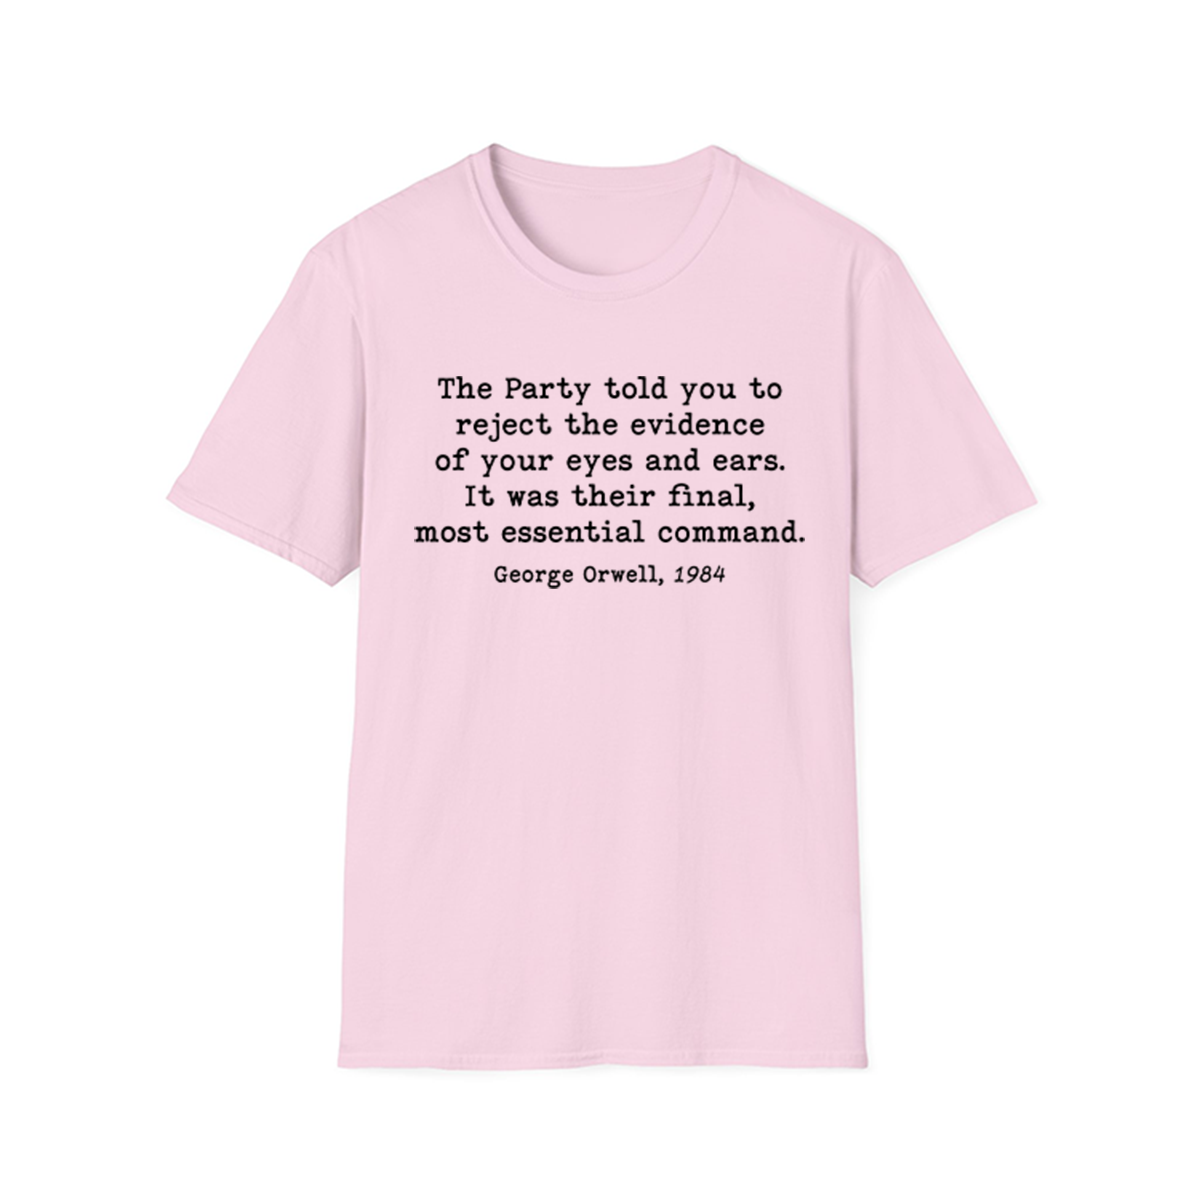 The Party told you to
reject the evidence
of your eyes and ears.
It was their final,
most essential command.
George Orwell, 1984